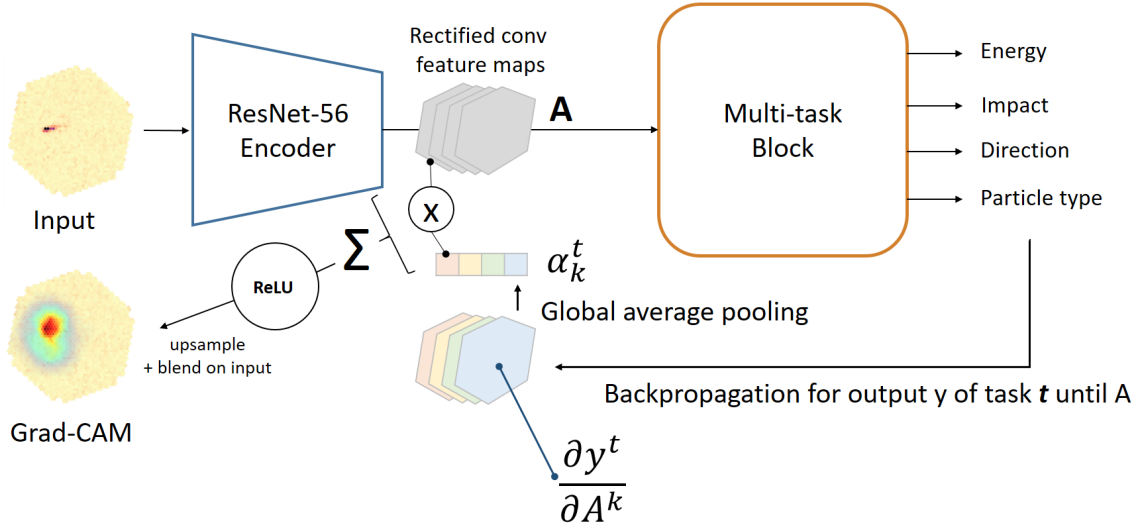 Rectified conv
feature maps
ResNet-56
Encoder
A
Multi-task
Block
Energy
Impact
Direction
Particle type
Input
X
Σ
α_k^t
ReLU
Global average pooling
upsample
+ blend on input
Backpropagation for output y of task t until A
Grad-CAM
∂y^t
∂A^k